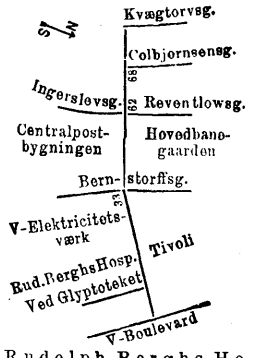 S N
Kvægtorvsg.
Colbjørnsensg.
68
Ingerslevsg. 62 Reventlowsg.
Centralpost-
bygningen
Hovedbane-
gaarden
Bern- storffsg.
33
V-Elektricitets-
værk
Tivoli
Rud. Berghs Hosp.
Ved Glyptoteket
V-Boulevard